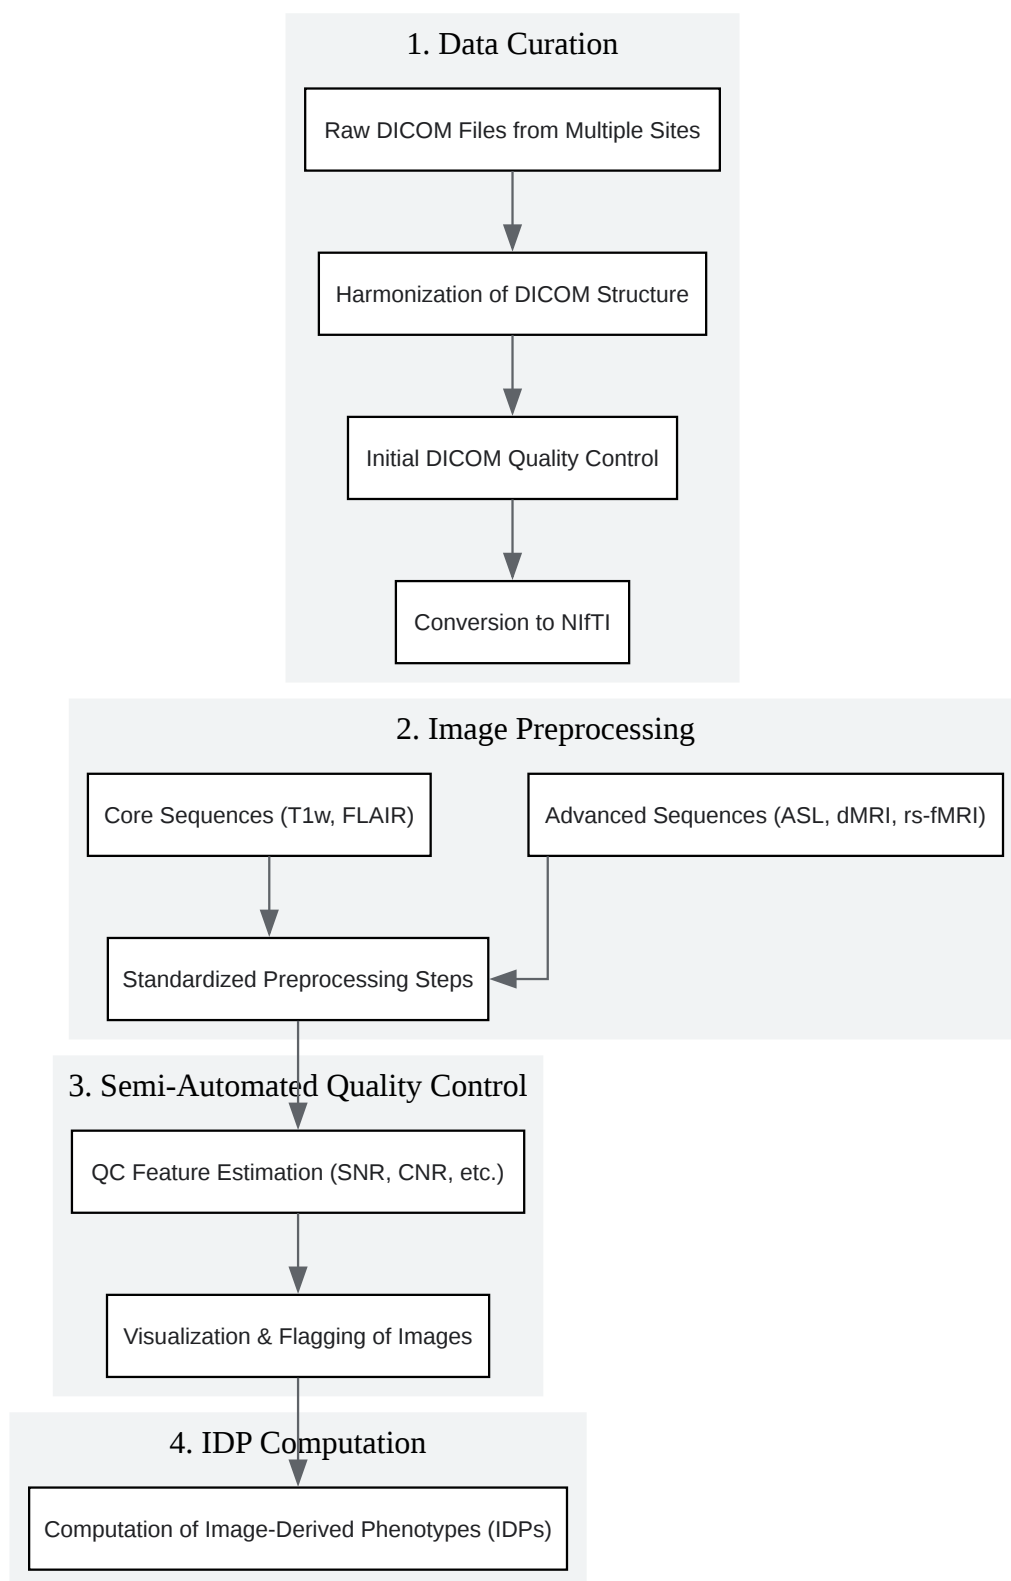 1. Data Curation
Raw DICOM Files from Multiple Sites
Harmonization of DICOM Structure
Initial DICOM Quality Control
Conversion to NIfTI
2. Image Preprocessing
Core Sequences (T1w, FLAIR)
Advanced Sequences (ASL, dMRI, rs-fMRI)
Standardized Preprocessing Steps
3. Semi-Automated Quality Control
QC Feature Estimation (SNR, CNR, etc.)
Visualization & Flagging of Images
4. IDP Computation
Computation of Image-Derived Phenotypes (IDPs)